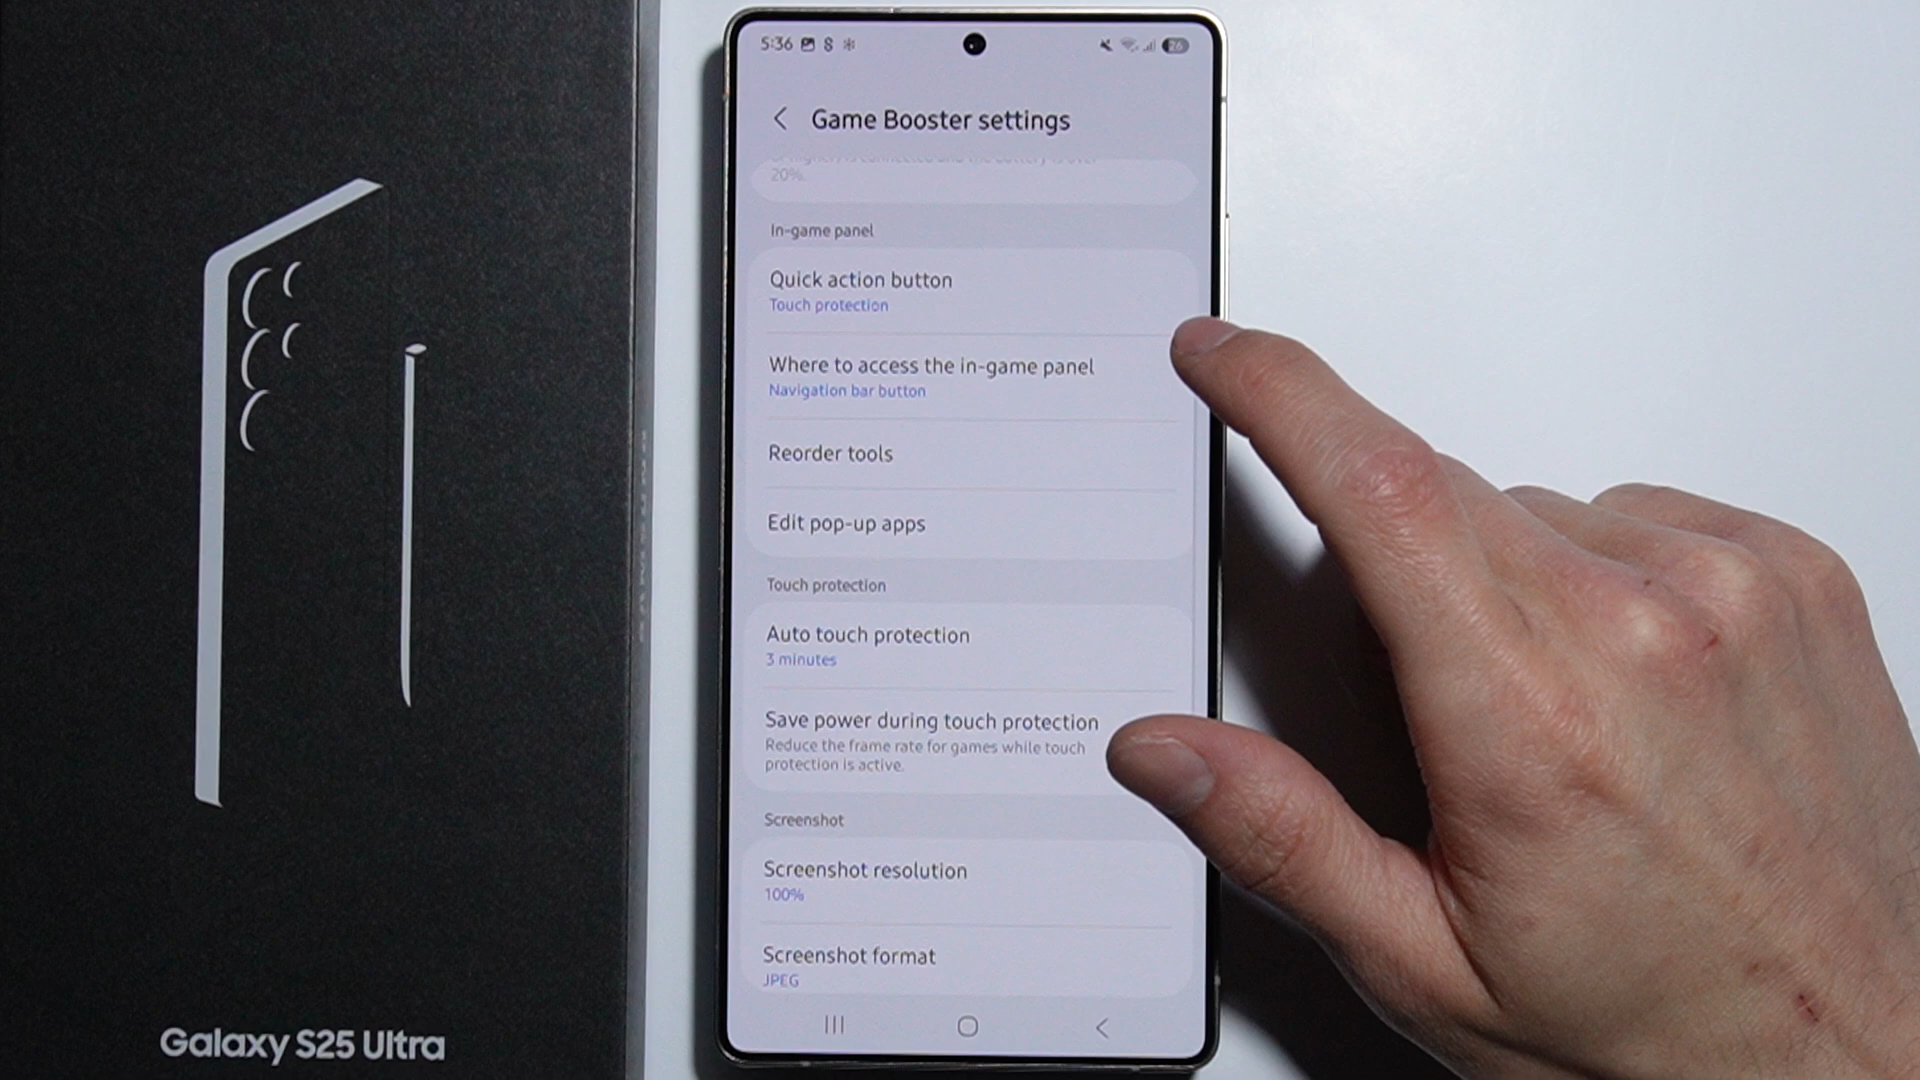 5:36
26
Game Booster settings
20%.
In-game panel
Quick action button
Touch protection
Where to access the in-game panel
Navigation bar button
Reorder tools
Edit pop-up apps
Touch protection
Auto touch protection
3 minutes
Save power during touch protection
Reduce the frame rate for games while touch
protection is active.
Screenshot
Screenshot resolution
100%
Screenshot format
JPEG
Galaxy S25 Ultra